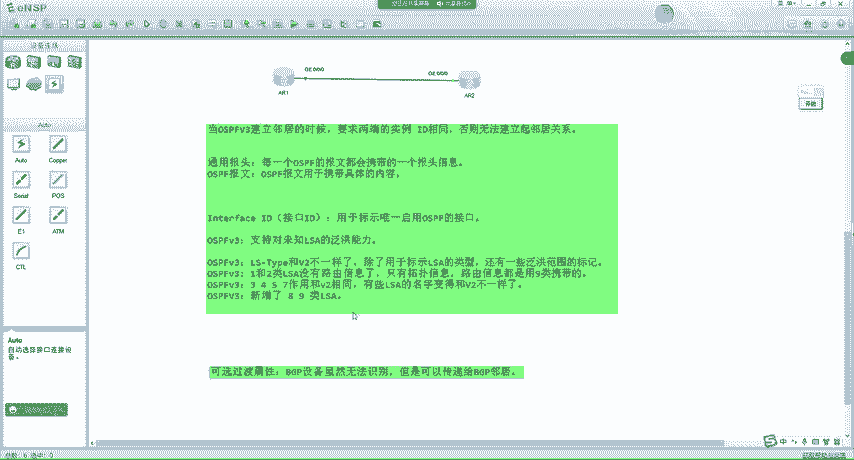 eNSP
设备连线
Auto
Auto
Copper
Serial
POS
E1
ATM
CTL
Auto
自动选择接口连接设备。
GE 0/0/0
GE 0/0/0
AR1
AR2
当OSPFv3建立邻居的时候，要求两端的实例 ID相同，否则无法建立起邻居关系。
通用报头：每一个OSPF的报文都会携带的一个报头信息。
OSPF报文：OSPF报文用于携带具体的内容。
Interface ID（接口ID）：用于标示唯一启用OSPF的接口。
OSPFv3：支持对未知LSA的泛洪能力。
OSPFv3：LS-Type和V2不一样了，除了用于标示LSA的类型，还有一些泛洪范围的标记。
OSPFv3：1和2类LSA没有路由信息了，只有拓扑信息，路由信息都是用9类携带的。
OSPFv3：3 4 5 7作用和v2相同，有些LSA的名字变得和V2不一样了。
OSPFv3：新增了 8 9 类LSA。
可选过渡属性：BGP设备虽然无法识别，但是可以传递给BGP邻居。